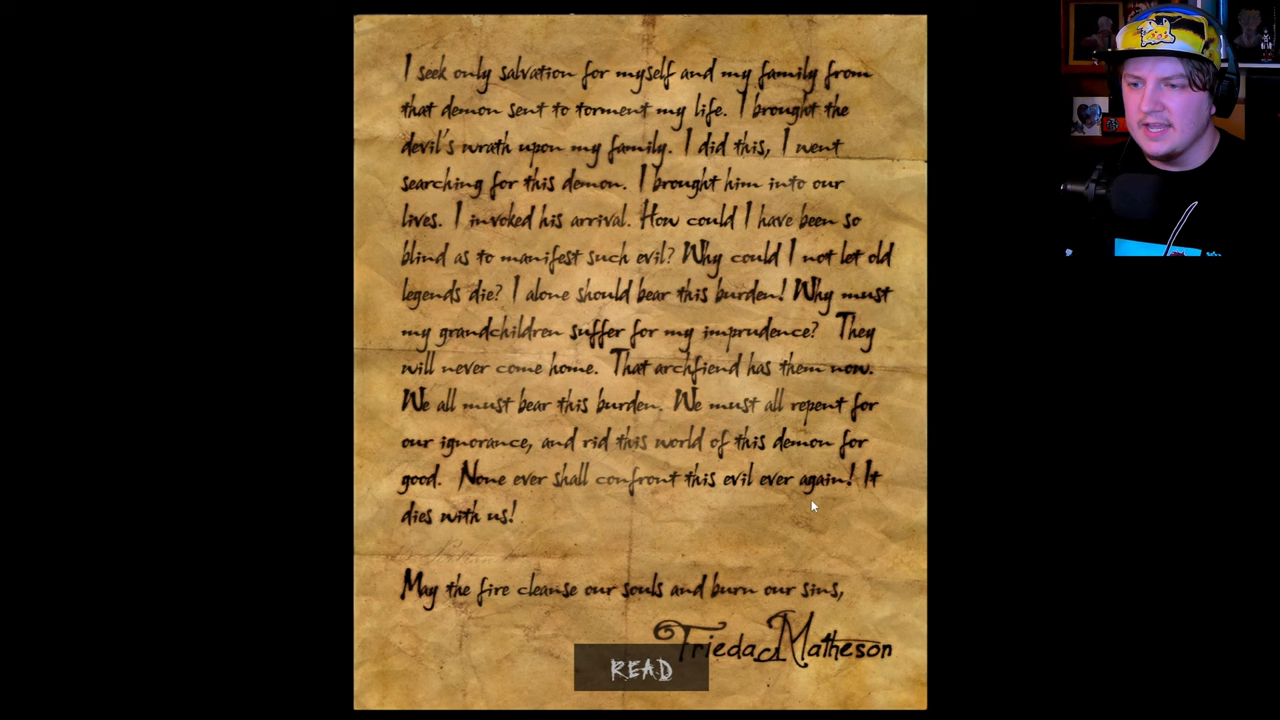 I seek only salvation for myself and my family from
that demon sent to torment my life. I brought the
devil's wrath upon my family. I did this, I went
searching for this demon. I brought him into our
lives. I invoked his arrival. How could I have been so
blind as to manifest such evil? Why could I not let old
legends die? I alone should bear this burden! Why must
my grandchildren suffer for my imprudence? They
will never come home. That archfiend has them now.
We all must bear this burden. We must all repent for
our ignorance, and rid this world of this demon for
good. None ever shall confront this evil ever again! It
dies with us!
May the fire cleanse our souls and burn our sins,
Frieda Matheson
READ